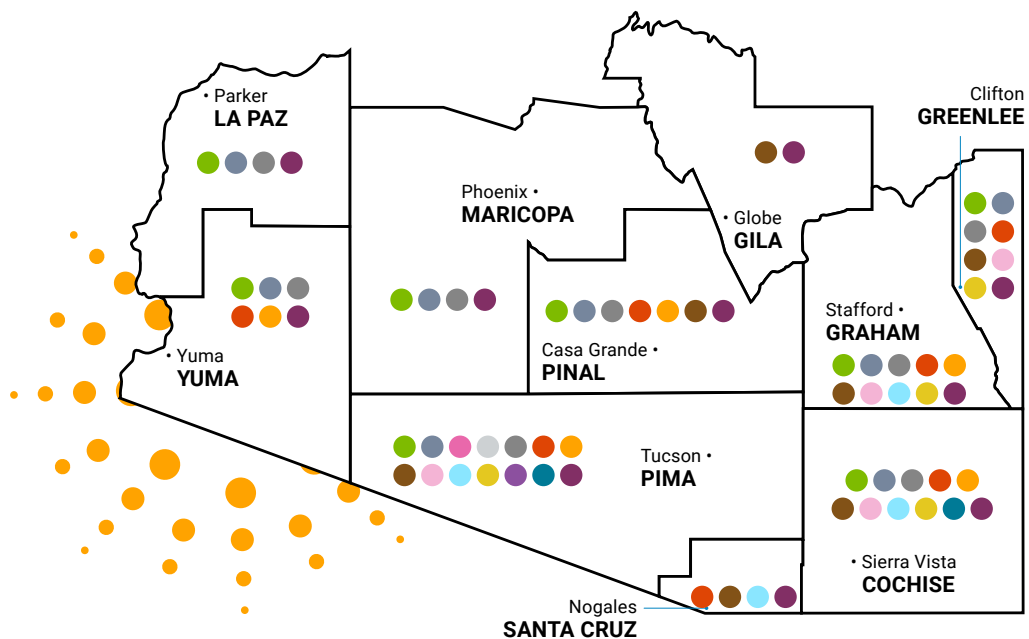 • Parker
LA PAZ
Clifton
GREENLEE
Phoenix •
MARICOPA
• Globe
GILA
Stafford •
GRAHAM
• Yuma
YUMA
Casa Grande •
PINAL
Tucson •
PIMA
• Sierra Vista
COCHISE
Nogales
SANTA CRUZ